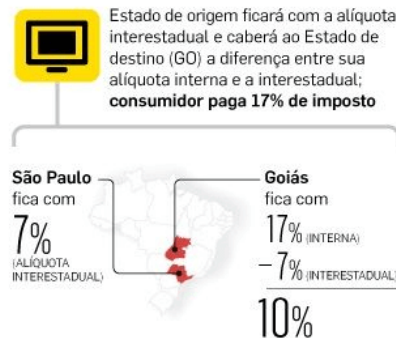 Estado de origem ficará com a alíquota
interestadual e caberá ao Estado de
destino (GO) a diferença entre sua
alíquota interna e a interestadual;
consumidor paga 17% de imposto
São Paulo
fica com
7%
(ALÍQUOTA
INTERESTADUAL)
Goiás
fica com
17% (INTERNA)
– 7% (INTERESTADUAL)
10%